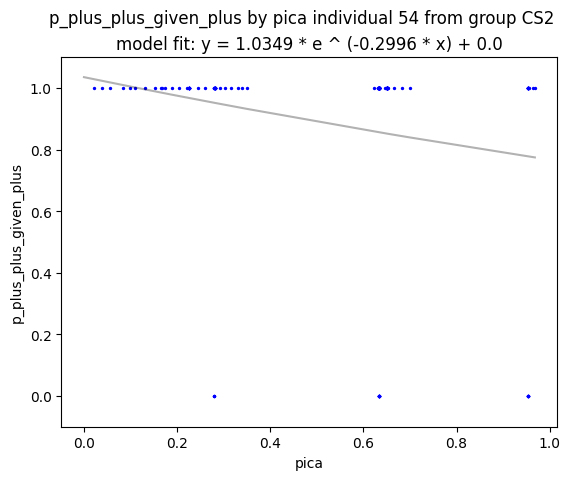 p_plus_plus_given_plus by pica individual 54 from group CS2
model fit: y = 1.0349 * e ^ (-0.2996 * x) + 0.0
1.0
0.8
0.6
0.4
0.2
0.0
p_plus_plus_given_plus
0.0 0.2 0.4 0.6 0.8 1.0
pica